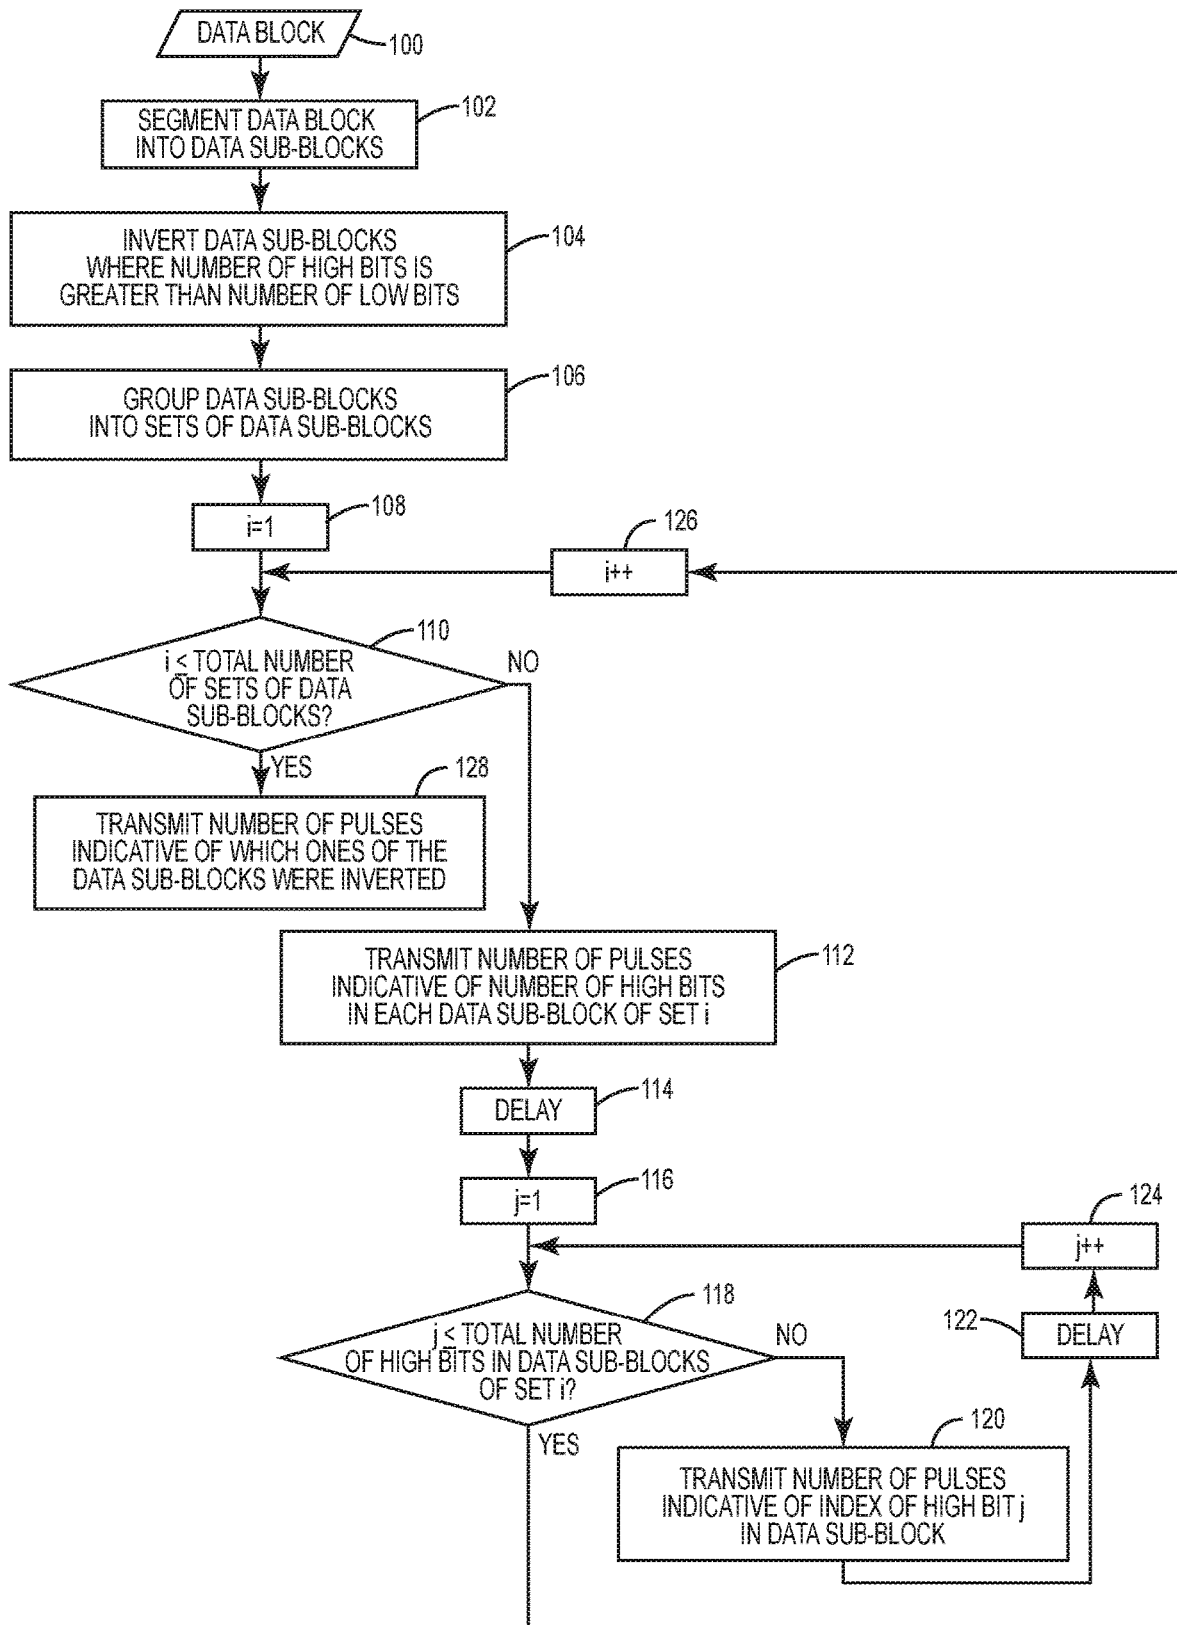 DATA BLOCK
100
SEGMENT DATA BLOCK
INTO DATA SUB-BLOCKS
102
INVERT DATA SUB-BLOCKS
WHERE NUMBER OF HIGH BITS IS
GREATER THAN NUMBER OF LOW BITS
104
GROUP DATA SUB-BLOCKS
INTO SETS OF DATA SUB-BLOCKS
106
i=1
108
i++
126
i ≤ TOTAL NUMBER
OF SETS OF DATA
SUB-BLOCKS?
110
NO
YES
TRANSMIT NUMBER OF PULSES
INDICATIVE OF WHICH ONES OF THE
DATA SUB-BLOCKS WERE INVERTED
128
TRANSMIT NUMBER OF PULSES
INDICATIVE OF NUMBER OF HIGH BITS
IN EACH DATA SUB-BLOCK OF SET i
112
DELAY
114
j=1
116
j++
124
j ≤ TOTAL NUMBER
OF HIGH BITS IN DATA SUB-BLOCKS
OF SET i?
118
NO
122
DELAY
YES
TRANSMIT NUMBER OF PULSES
INDICATIVE OF INDEX OF HIGH BIT j
IN DATA SUB-BLOCK
120